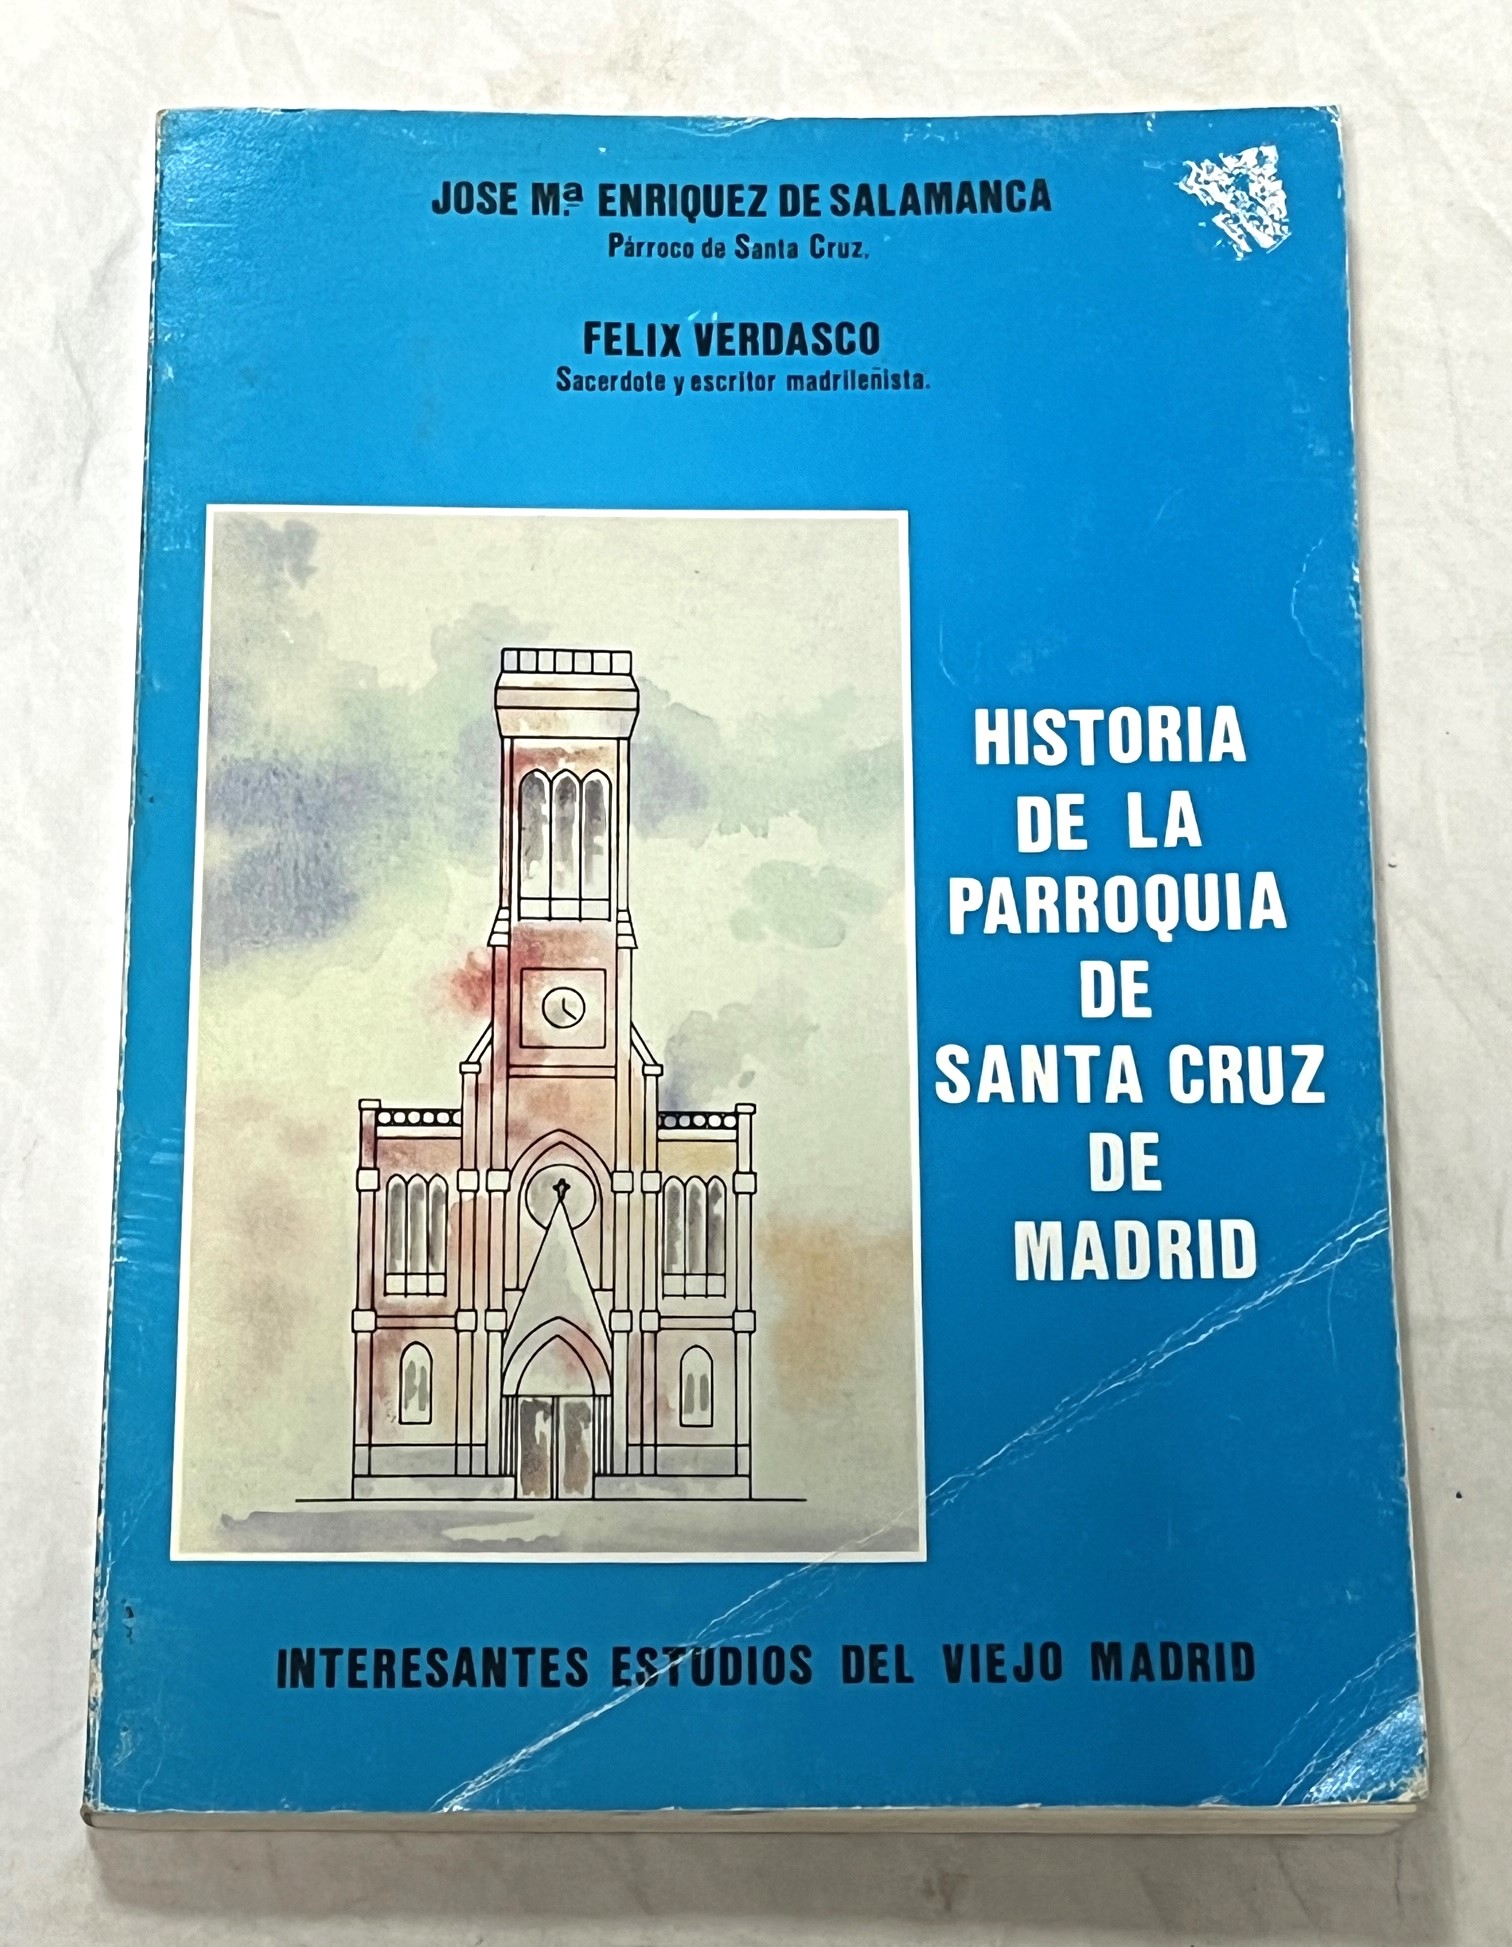 JOSE Mª ENRIQUEZ DE SALAMANCA
Párroco de Santa Cruz.
FELIX VERDASCO
Sacerdote y escritor madrileñista.
HISTORIA
DE LA
PARROQUIA
DE
SANTA CRUZ
DE
MADRID
INTERESANTES ESTUDIOS DEL VIEJO MADRID